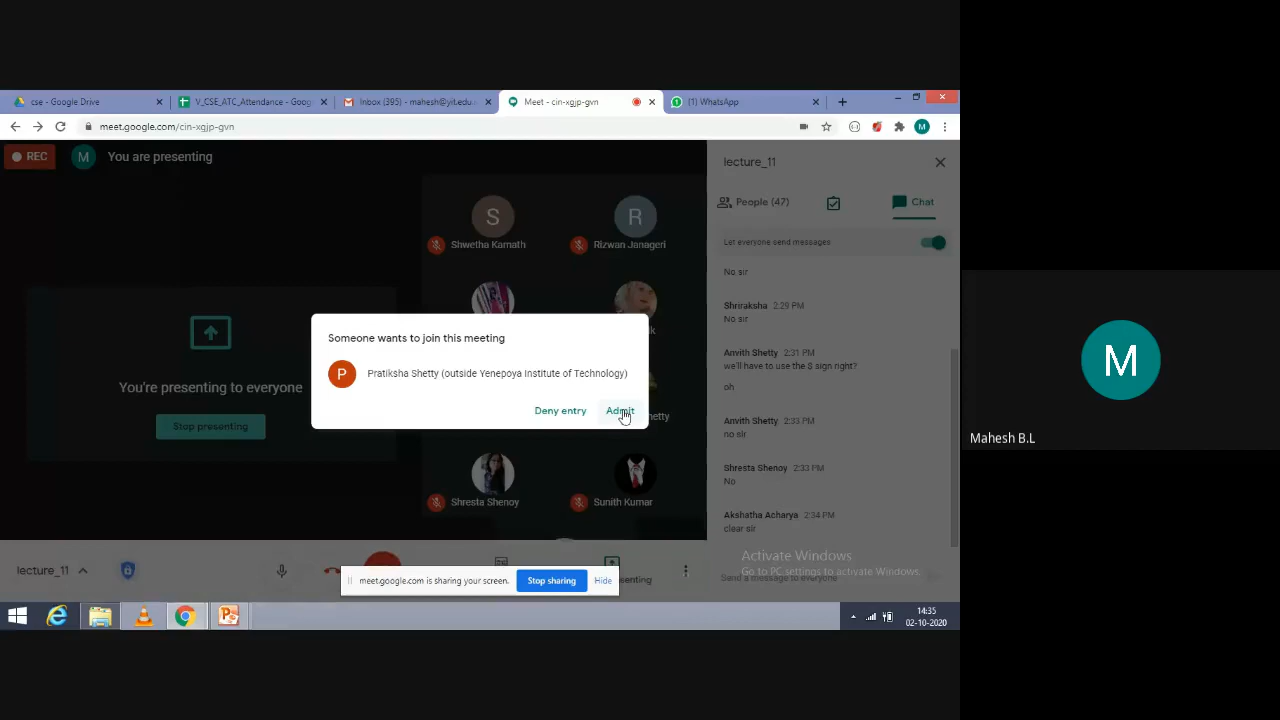 cse - Google Drive
V_CSE_ATC_Attendance - Goog
Inbox (395) - mahesh@yit.edu.
Meet - cin-xgjp-gvn
(1) WhatsApp
meet.google.com/cin-xgjp-gvn
M
REC
M
You are presenting
lecture_11
People (47)
Chat
S
R
Shwetha Kamath
Rizwan Janageri
Let everyone send messages
No sir
Shriraksha 2:29 PM
No sir
Someone wants to join this meeting
P
Pratiksha Shetty (outside Yenepoya Institute of Technology)
Deny entry
Admit
You're presenting to everyone
Stop presenting
Anvith Shetty 2:31 PM
we'll have to use the 8 sign right?
oh
Anvith Shetty 2:33 PM
no sir
Shresta Shenoy 2:33 PM
No
Akshatha Acharya 2:34 PM
clear sir
Shresta Shenoy
Sunith Kumar
Activate Windows
Go to PC settings to activate Windows.
Send a message to everyone
lecture_11
meet.google.com is sharing your screen.
Stop sharing
Hide
14:35
02-10-2020
M
Mahesh B.L